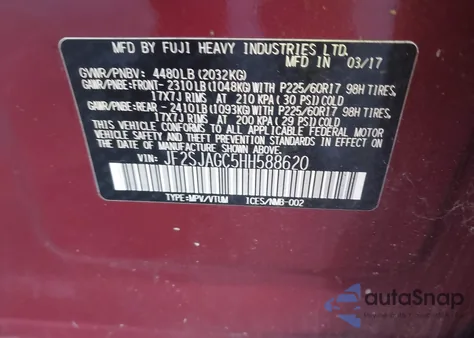 MFD BY FUJI HEAVY INDUSTRIES LTD.
MFD IN 03/17
GVWR/PNBV: 4480LB(2032KG)
GAWR/PNBE:FRONT- 2310LB(1048KG)WITH P225/60R17 98H TIRES,
17X7J RIMS AT 210 KPA(30 PSI)COLD
GAWR/PNBE:REAR -2410LB(1093KG)WITH P225/60R17 98H TIRES,
17X7J RIMS AT 200 KPA(29 PSI)COLD
THIS VEHICLE CONFORMS TO ALL APPLICABLE FEDERAL MOTOR
VEHICLE SAFETY STANDARDS IN EFFECT ON THE DATE OF
MANUFACTURE SHOWN ABOVE.
VIN: JF2SJAGC5HH588620
TYPE:MPV/VTUM ICES/NMB-002
autoSnap
Powered by AutoAstat